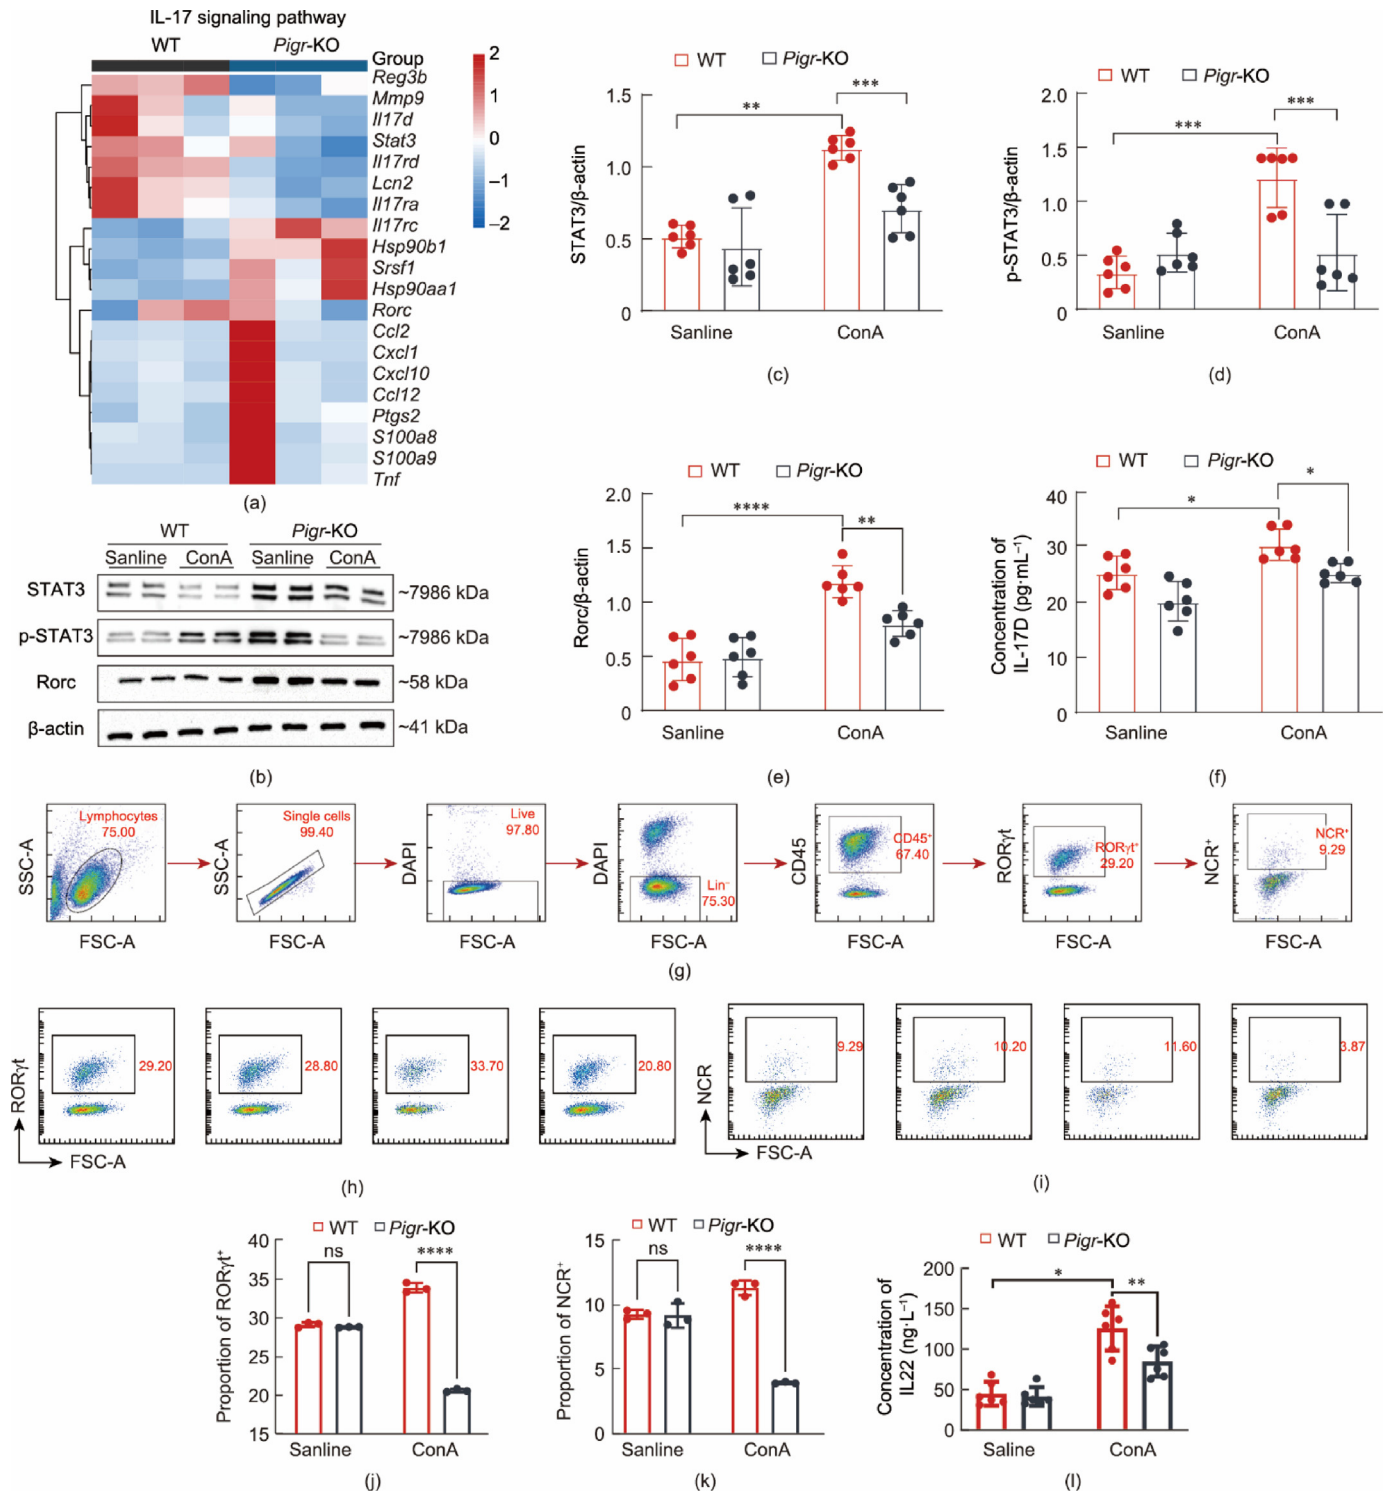 IL-17 signaling pathway
WT Pigr-KO
Group
Reg3b
Mmp9
Il17d
Stat3
Il17rd
Lcn2
Il17ra
Il17rc
Hsp90b1
Srsf1
Hsp90aa1
Rorc
Ccl2
Cxcl1
Cxcl10
Ccl12
Ptgs2
S100a8
S100a9
Tnf
2
1
0
−1
−2
(a)
WT Pigr-KO
Sanline ConA Sanline ConA
STAT3 ~7986 kDa
p-STAT3 ~7986 kDa
Rorc ~58 kDa
β-actin ~41 kDa
(b)
WT Pigr-KO
STAT3/β-actin
1.5
1.0
0.5
0
** ***
Sanline ConA
(c)
WT Pigr-KO
p-STAT3/β-actin
2.0
1.5
1.0
0.5
0
*** ***
Sanline ConA
(d)
WT Pigr-KO
Rorc/β-actin
2.0
1.5
1.0
0.5
0
**** **
Sanline ConA
(e)
WT Pigr-KO
Concentration of
IL-17D (pg·mL−1)
40
30
20
10
0
* *
Sanline ConA
(f)
SSC-A
Lymphocytes
75.00
FSC-A
SSC-A
Single cells
99.40
FSC-A
DAPI
Live
97.80
FSC-A
DAPI
Lin−
75.30
FSC-A
CD45
CD45+
67.40
FSC-A
RORγt
RORγt+
29.20
FSC-A
NCR+
NCR+
9.29
FSC-A
(g)
RORγt
29.20 28.80 33.70 20.80
FSC-A
(h)
NCR
9.29 10.20 11.60 3.87
FSC-A
(i)
WT Pigr-KO
Proportion of RORγt+
40
35
30
25
20
15
ns ****
Sanline ConA
(j)
WT Pigr-KO
Proportion of NCR+
15
10
5
0
ns ****
Sanline ConA
(k)
WT Pigr-KO
Concentration of
IL22 (ng·L−1)
200
150
100
50
0
* **
Saline ConA
(l)